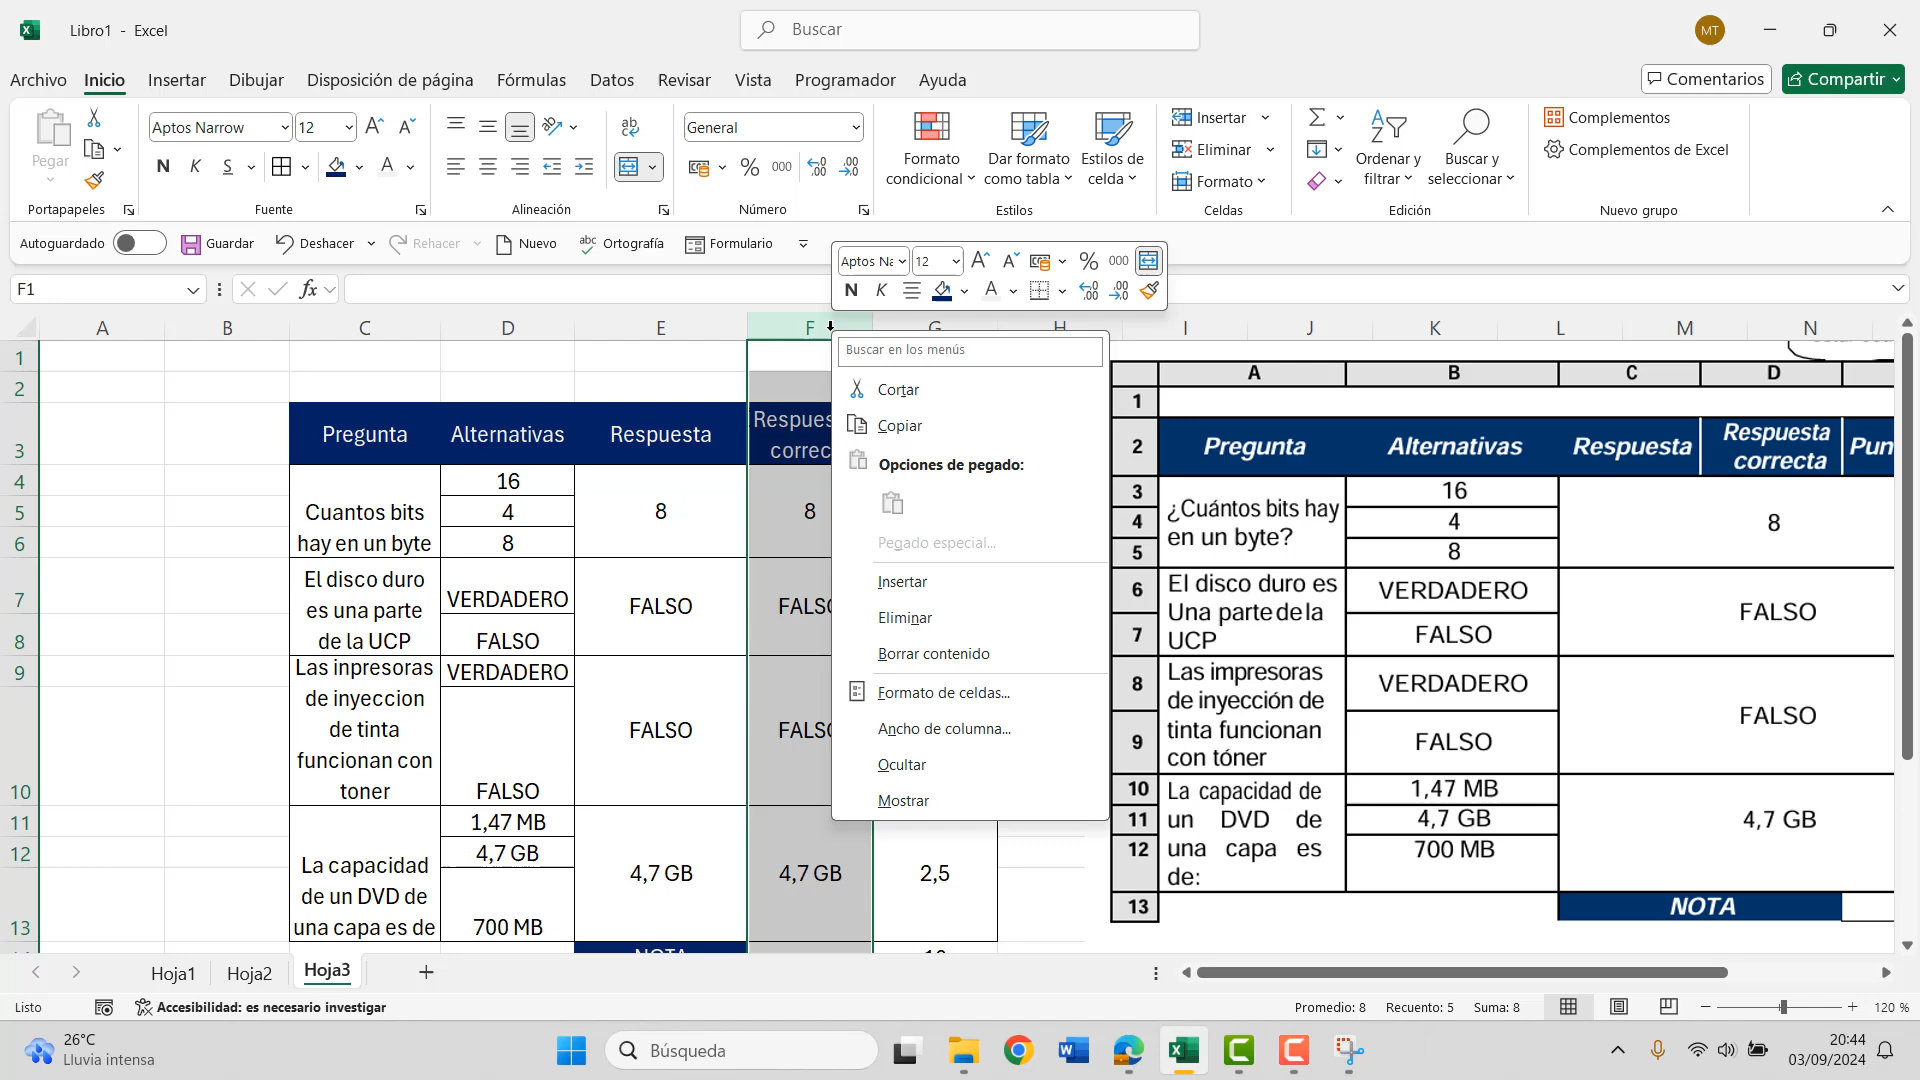 Libro1 - Excel
Buscar
MT
Archivo Inicio Insertar Dibujar Disposición de página Fórmulas Datos Revisar Vista Programador Ayuda
Comentarios
Compartir
Pegar
Portapapeles
Aptos Narrow 12
N K S
Fuente
Alineación
General
% 000
Número
Formato condicional
Dar formato como tabla
Estilos de celda
Estilos
Insertar
Eliminar
Formato
Celdas
Ordenar y filtrar
Buscar y seleccionar
Edición
Complementos
Complementos de Excel
Nuevo grupo
Autoguardado Guardar Deshacer Rehacer Nuevo Ortografía Formulario
Aptos Na 12 A A % 000
N K A
F1
fx
A B C D E F G H I J K L M N
1
2
3 Pregunta Alternativas Respuesta
4 16
5 Cuantos bits 4 8 8
6 hay en un byte 8
El disco duro
7 es una parte VERDADERO FALSO
8 de la UCP FALSO
9 Las inpresoras VERDADERO
de inyeccion
de tinta FALSO
funcionan con
10 toner FALSO
11 1,47 MB
12 4,7 GB
La capacidad 4,7 GB 4,7 GB 2,5
de un DVD de
13 una capa es de 700 MB
Buscar en los menús
Cortar
Copiar
Opciones de pegado:
Pegado especial...
Insertar
Eliminar
Borrar contenido
Formato de celdas...
Ancho de columna...
Ocultar
Mostrar
A B C D
1
2 Pregunta Alternativas Respuesta Respuesta correcta
3 ¿Cuántos bits hay 16
4 en un byte? 4 8
5 8
6 El disco duro es VERDADERO
Una parte de la FALSO
7 UCP FALSO
8 Las impresoras VERDADERO
de inyección de FALSO
9 tinta funcionan FALSO
con tóner
10 La capacidad de 1,47 MB
11 un DVD de 4,7 GB 4,7 GB
12 una capa es 700 MB
de:
13 NOTA
Hoja1 Hoja2 Hoja3
Listo
Accesibilidad: es necesario investigar
Promedio: 8 Recuento: 5 Suma: 8
120 %
26°C
Lluvia intensa
Búsqueda
20:44
03/09/2024